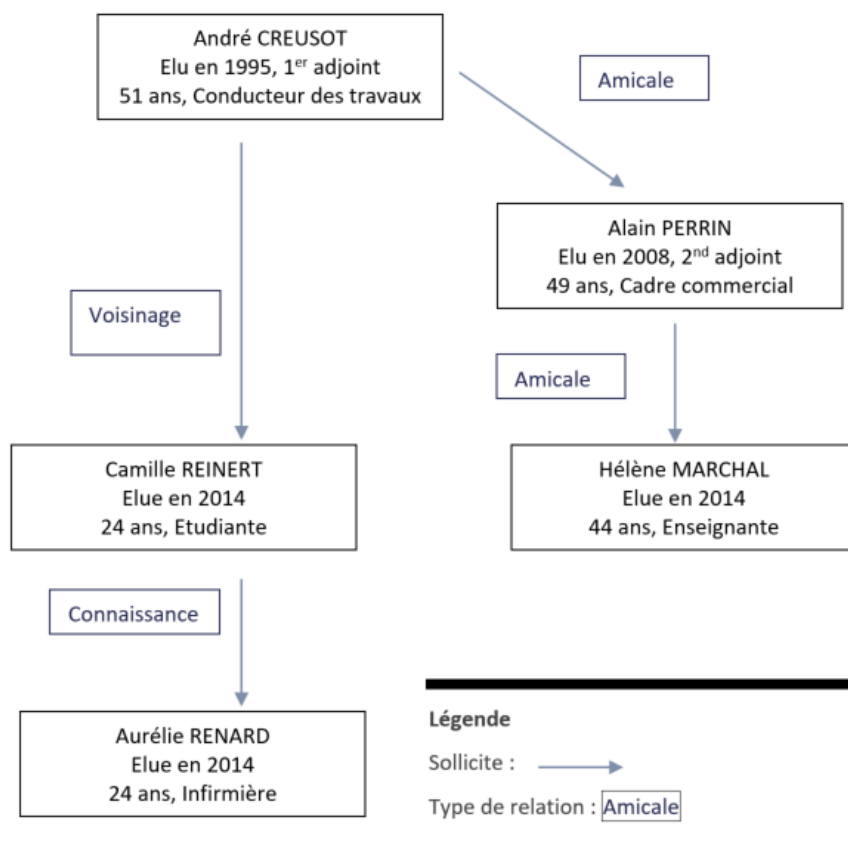 André CREUSOT
Elu en 1995, 1er adjoint
51 ans, Conducteur des travaux
Amicale
Alain PERRIN
Elu en 2008, 2nd adjoint
49 ans, Cadre commercial
Voisinage
Amicale
Camille REINERT
Elue en 2014
24 ans, Etudiante
Hélène MARCHAL
Elue en 2014
44 ans, Enseignante
Connaissance
Aurélie RENARD
Elue en 2014
24 ans, Infirmière
Légende
Sollicite :
Type de relation : Amicale